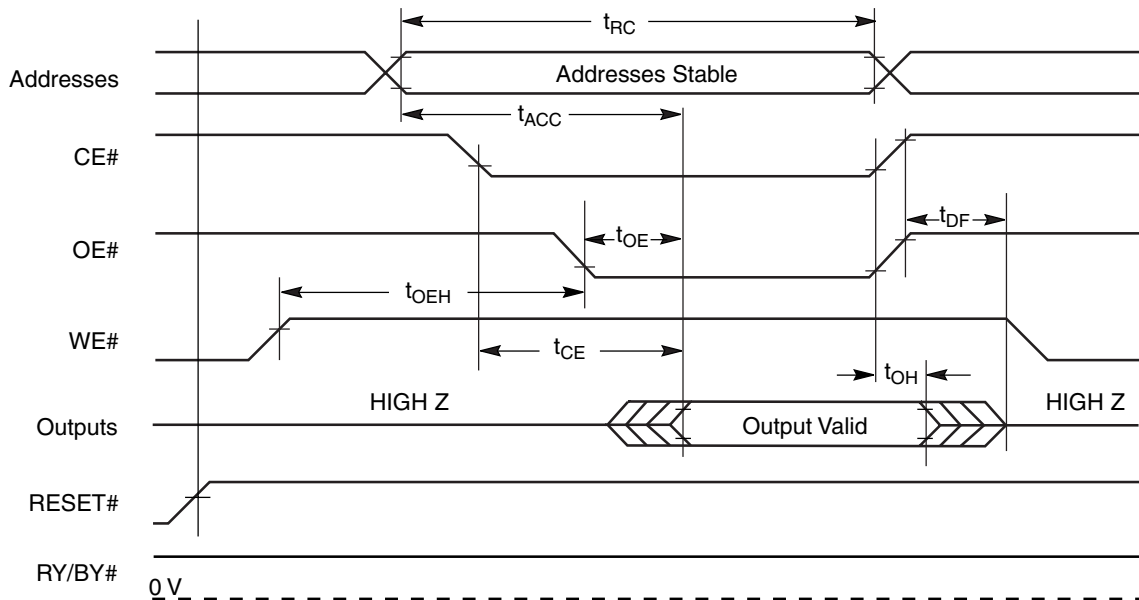 tRC
Addresses
Addresses Stable
tACC
CE#
tDF
OE#
tOE
tOEH
WE#
tCE
tOH
HIGH Z
HIGH Z
Outputs
Output Valid
RESET#
RY/BY#
0 V